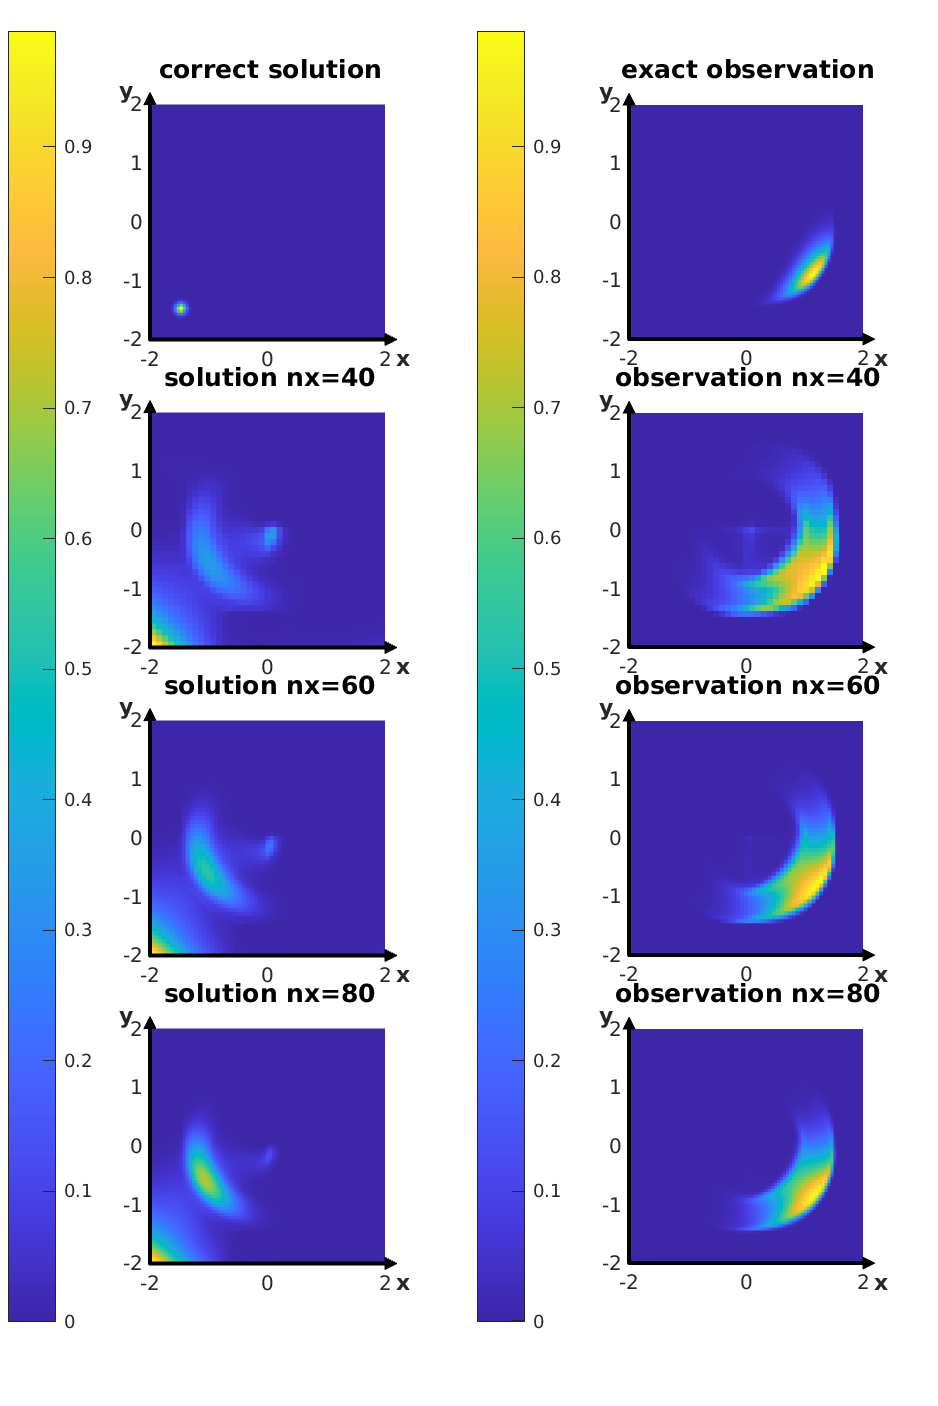 correct solution
y
2
1
0
-1
-2
-2 0 2 x
exact observation
y
2
1
0
-1
-2
-2 0 2 x
solution nx=40
y
2
1
0
-1
-2
-2 0 2 x
observation nx=40
y
2
1
0
-1
-2
-2 0 2 x
solution nx=60
y
2
1
0
-1
-2
-2 0 2 x
observation nx=60
y
2
1
0
-1
-2
-2 0 2 x
solution nx=80
y
2
1
0
-1
-2
-2 0 2 x
observation nx=80
y
2
1
0
-1
-2
-2 0 2 x
0.9
0.8
0.7
0.6
0.5
0.4
0.3
0.2
0.1
0
0.9
0.8
0.7
0.6
0.5
0.4
0.3
0.2
0.1
0